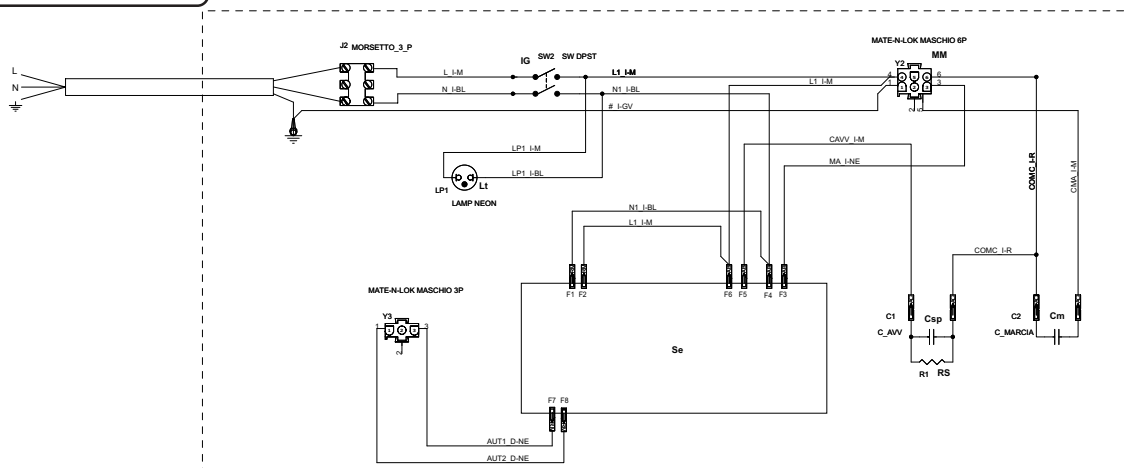 MATE-N-LOK MASCHIO 6P
J2 MORSETTO_3_P
IG SW2 SW DPST
MM
Y2
L
N
L_I-M
N_I-BL
L1_I-M
N1_I-BL
L1_I-M
# I-GV
4
1
6
3
2
5
LP1_I-M
LP1_I-BL
LP1
Lt
LAMP NEON
CAVV_I-M
MA_I-NE
COMC_I-R
CMA_I-M
N1_I-BL
L1_I-M
COMC_I-R
F1 F2
F6 F5 F4 F3
MATE-N-LOK MASCHIO 3P
Y3
1
3
2
C1
Csp
C_AVV
R1 RS
C2
Cm
C_MARCIA
Se
F7 F8
AUT1_D-NE
AUT2_D-NE